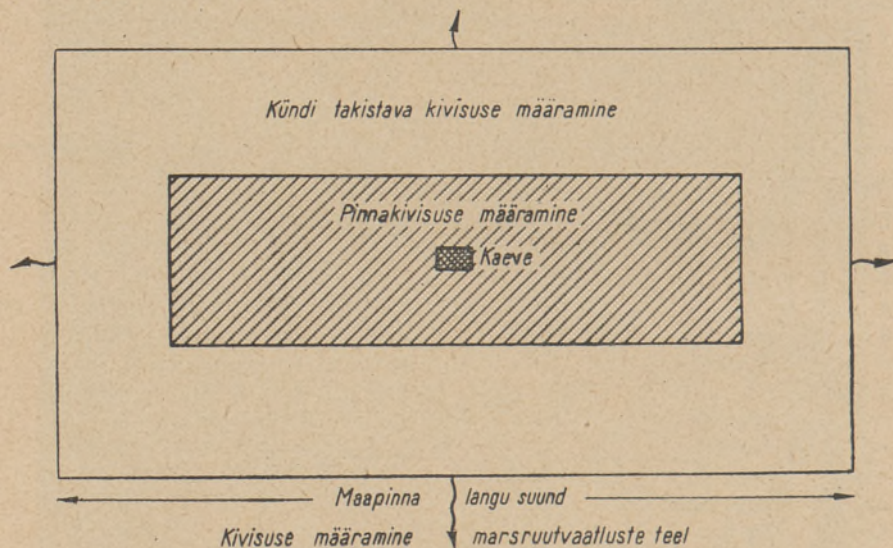 Kündi takistava kivisuse määramine
Pinnakivisuse määramine
Kaeve
Maapinna langu suund
Kivisuse määramine marsruutvaatluste teel